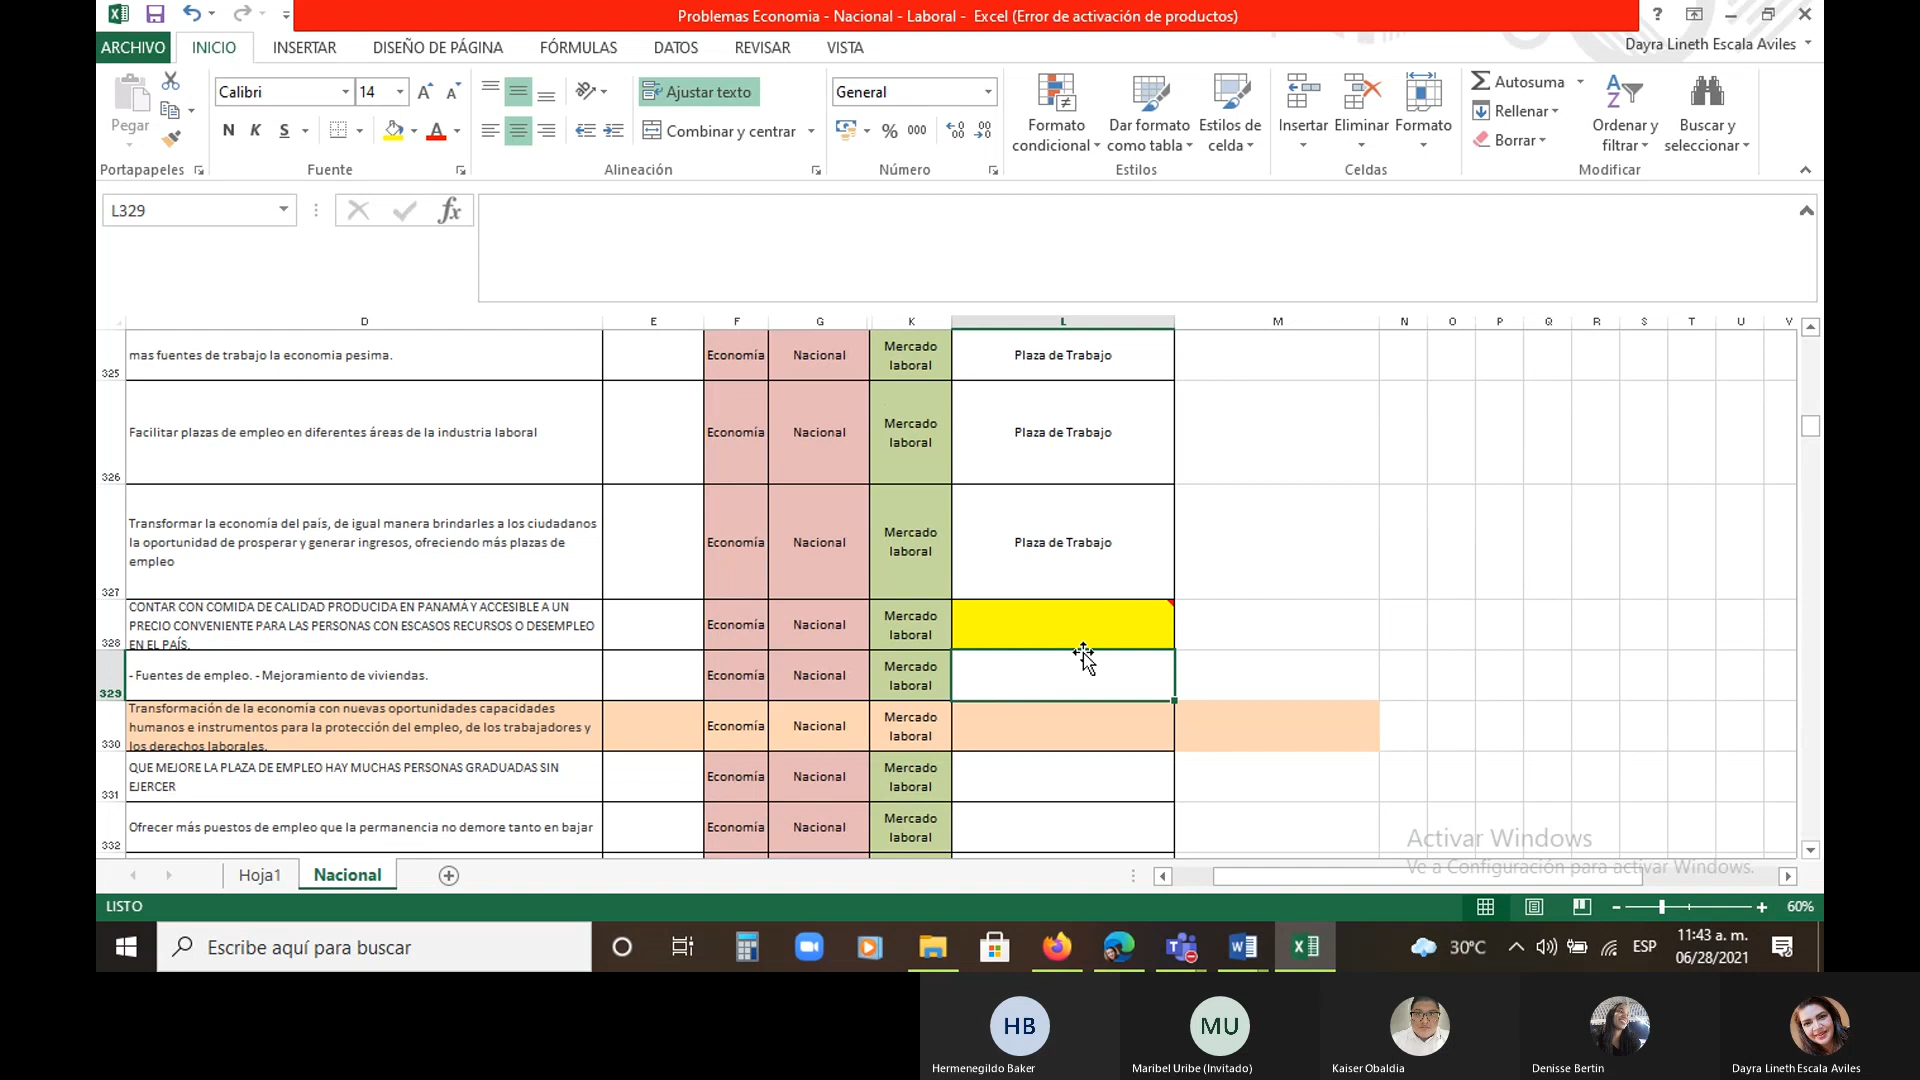 Problemas Economia - Nacional - Laboral - Excel (Error de activación de productos)
?
ARCHIVO INICIO INSERTAR DISEÑO DE PÁGINA FÓRMULAS DATOS REVISAR VISTA
Dayra Lineth Escala Aviles
Pegar
Portapapeles
Calibri 14
N K S
Fuente
Ajustar texto
Combinar y centrar
Alineación
General
% 000
Número
Formato condicional
Dar formato como tabla
Estilos de celda
Estilos
Insertar Eliminar Formato
Celdas
Autosuma
Rellenar
Borrar
Ordenar y filtrar
Buscar y seleccionar
Modificar
L329
fx
D E F G K L M N O P Q R S T U V
325
mas fuentes de trabajo la economia pesima.
Economía Nacional Mercado laboral Plaza de Trabajo
326
Facilitar plazas de empleo en diferentes áreas de la industria laboral
Economía Nacional Mercado laboral Plaza de Trabajo
327
Transformar la economía del país, de igual manera brindarles a los ciudadanos
la oportunidad de prosperar y generar ingresos, ofreciendo más plazas de
empleo
Economía Nacional Mercado laboral Plaza de Trabajo
328
CONTAR CON COMIDA DE CALIDAD PRODUCIDA EN PANAMÁ Y ACCESIBLE A UN
PRECIO CONVENIENTE PARA LAS PERSONAS CON ESCASOS RECURSOS O DESEMPLEO
EN EL PAÍS.
Economía Nacional Mercado laboral
329
- Fuentes de empleo. - Mejoramiento de viviendas.
Economía Nacional Mercado laboral
330
Transformación de la economía con nuevas oportunidades capacidades
humanos e instrumentos para la protección del empleo, de los trabajadores y
los derechos laborales.
Economía Nacional Mercado laboral
331
QUE MEJORE LA PLAZA DE EMPLEO HAY MUCHAS PERSONAS GRADUADAS SIN
EJERCER
Economía Nacional Mercado laboral
332
Ofrecer más puestos de empleo que la permanencia no demore tanto en bajar
Economía Nacional Mercado laboral
Activar Windows
Ve a Configuración para activar Windows.
Hoja1 Nacional
LISTO
60%
Escribe aquí para buscar
30°C
ESP
11:43 a. m.
06/28/2021
HB
MU
Hermenegildo Baker
Maribel Uribe (Invitado)
Kaiser Obaldia
Denisse Bertin
Dayra Lineth Escala Aviles